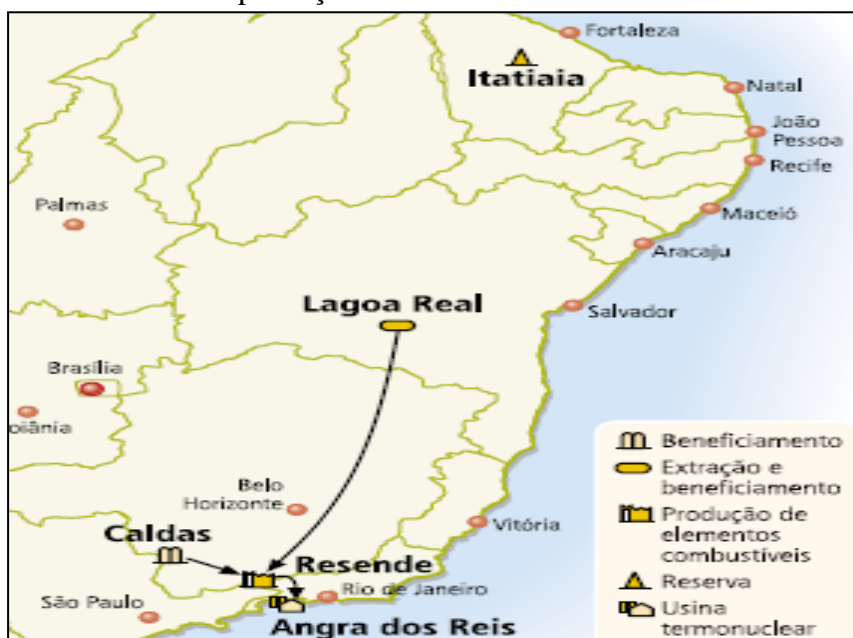 Fortaleza
Itatiaia
Natal
João
Pessoa
Recife
Palmas
Maceió
Aracaju
Lagoa Real
Salvador
Brasília
oiânia
Belo
Horizonte
Vitória
Caldas
Resende
São Paulo
Rio de Janeiro
Angra dos Reis
Beneficiamento
Extração e
beneficiamento
Produção de
elementos
combustíveis
Reserva
Usina
termonuclear